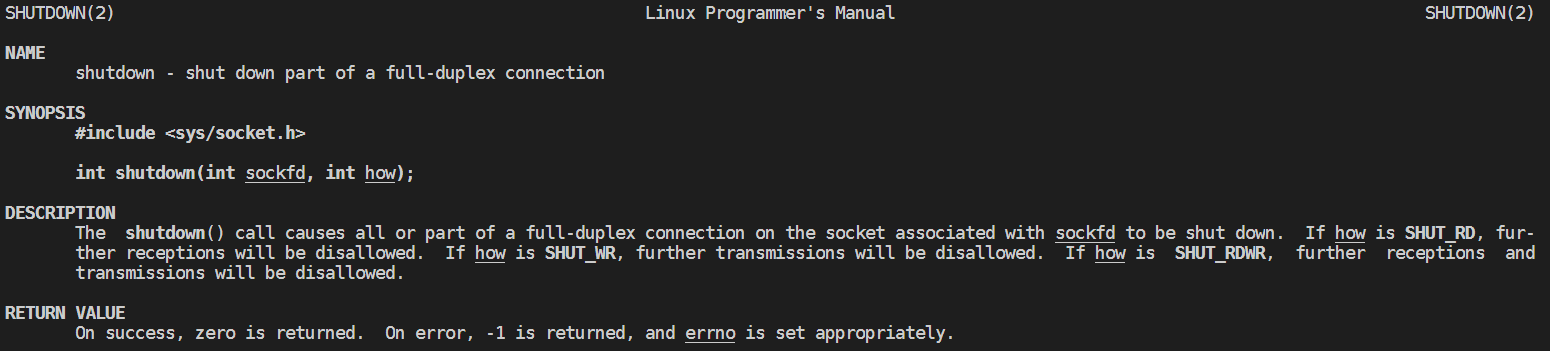 SHUTDOWN(2) Linux Programmer's Manual SHUTDOWN(2)
NAME
shutdown - shut down part of a full-duplex connection
SYNOPSIS
#include <sys/socket.h>
int shutdown(int sockfd, int how);
DESCRIPTION
The shutdown() call causes all or part of a full-duplex connection on the socket associated with sockfd to be shut down. If how is SHUT_RD, fur-
ther receptions will be disallowed. If how is SHUT_WR, further transmissions will be disallowed. If how is SHUT_RDWR, further receptions and
transmissions will be disallowed.
RETURN VALUE
On success, zero is returned. On error, -1 is returned, and errno is set appropriately.